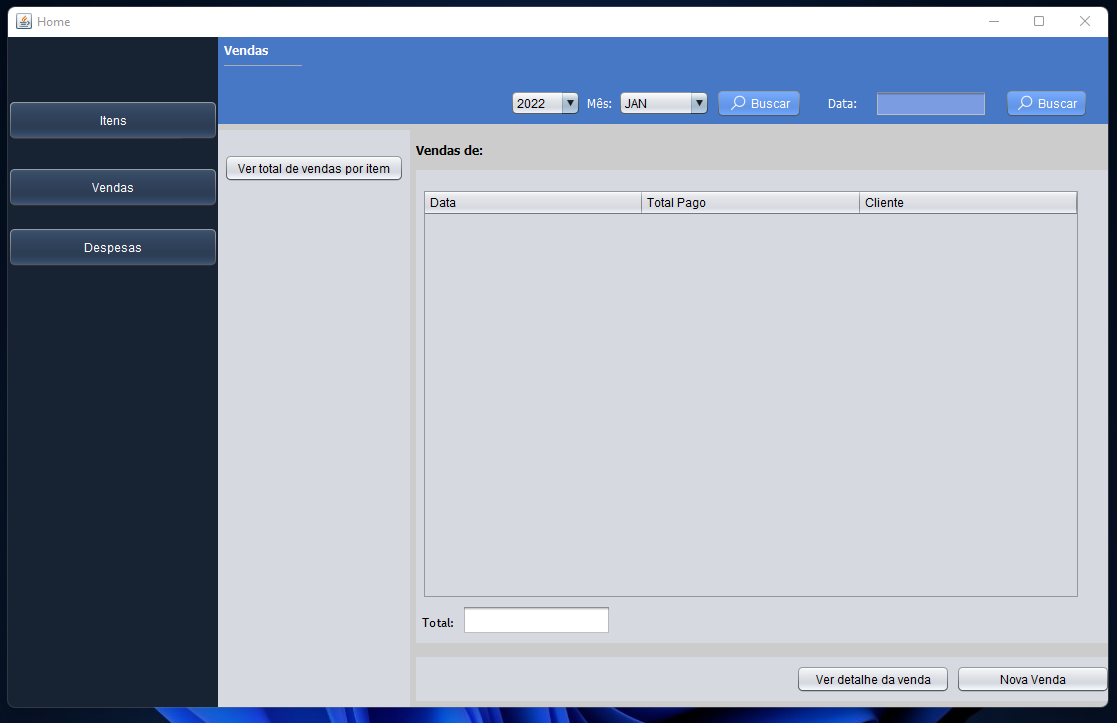 Home
Vendas
2022 Mês: JAN Buscar Data: Buscar
Itens
Vendas
Despesas
Ver total de vendas por item
Vendas de:
Data Total Pago Cliente
Total:
Ver detalhe da venda Nova Venda